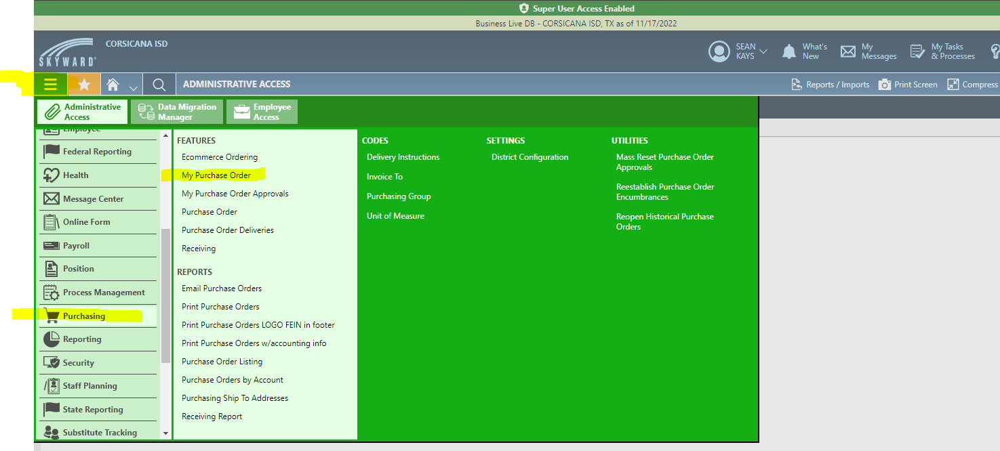 Super User Access Enabled
Business Live DB - CORSICANA ISD, TX as of 11/17/2022
SKYWARD
CORSICANA ISD
SEAN
KAYS
What's
New
My
Messages
My Tasks
& Processes
ADMINISTRATIVE ACCESS
Reports / Imports
Print Screen
Compress
Administrative
Access
Data Migration
Manager
Employee
Access
Employee
Federal Reporting
Health
Message Center
Online Form
Payroll
Position
Process Management
Purchasing
Reporting
Security
Staff Planning
State Reporting
Substitute Tracking
FEATURES
Ecommerce Ordering
My Purchase Order
My Purchase Order Approvals
Purchase Order
Purchase Order Deliveries
Receiving
REPORTS
Email Purchase Orders
Print Purchase Orders
Print Purchase Orders LOGO FEIN in footer
Print Purchase Orders w/accounting info
Purchase Order Listing
Purchase Orders by Account
Purchasing Ship To Addresses
Receiving Report
CODES
Delivery Instructions
Invoice To
Purchasing Group
Unit of Measure
SETTINGS
District Configuration
UTILITIES
Mass Reset Purchase Order
Approvals
Reestablish Purchase Order
Encumbrances
Reopen Historical Purchase
Orders